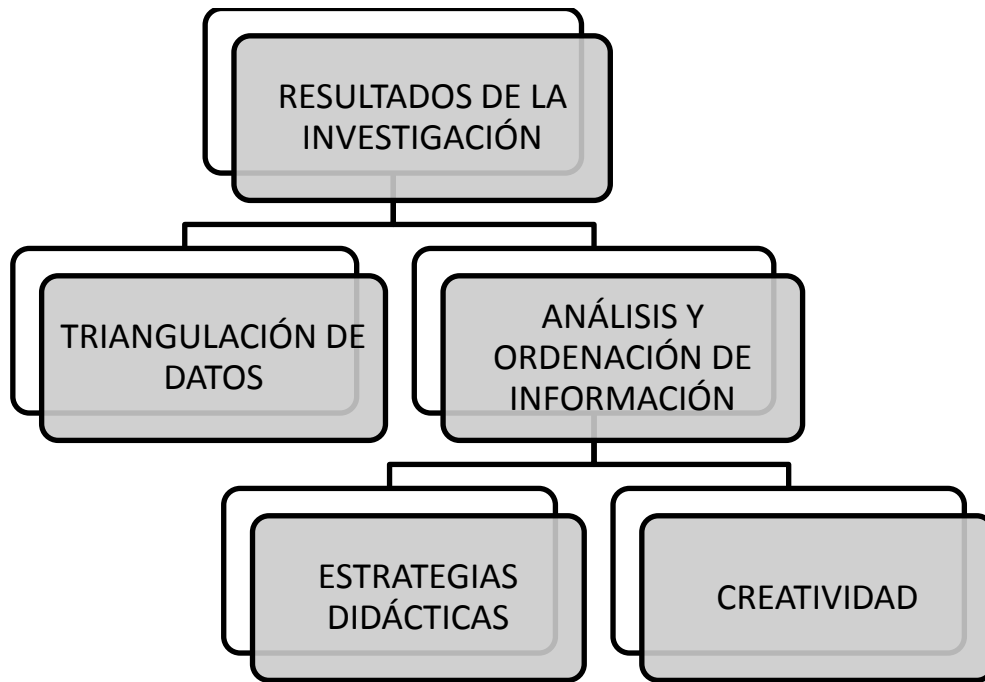 RESULTADOS DE LA
INVESTIGACIÓN
TRIANGULACIÓN DE
DATOS
ANÁLISIS Y
ORDENACIÓN DE
INFORMACIÓN
ESTRATEGIAS
DIDÁCTICAS
CREATIVIDAD